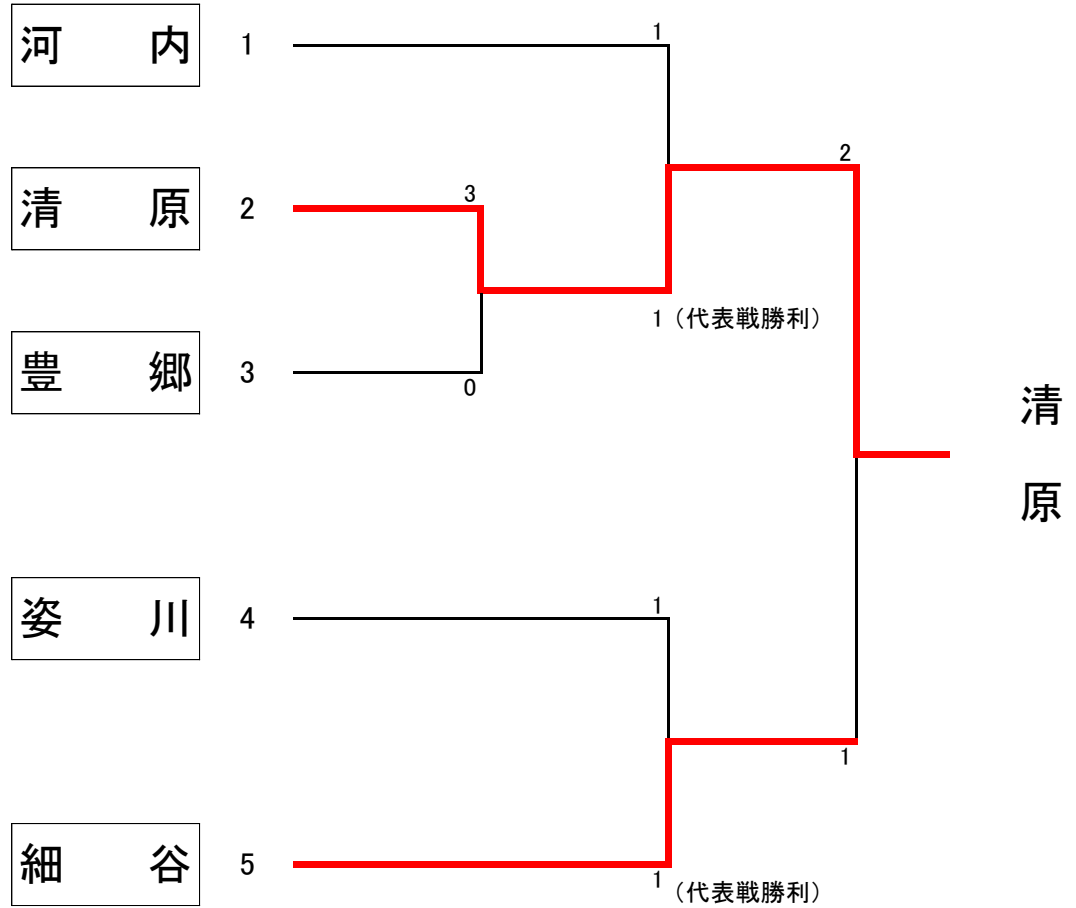 河 内 1
1
2
清 原 2
3
1（代表戦勝利）
豊 郷 3
0
清
原
姿 川 4
1
1
細 谷 5
1（代表戦勝利）